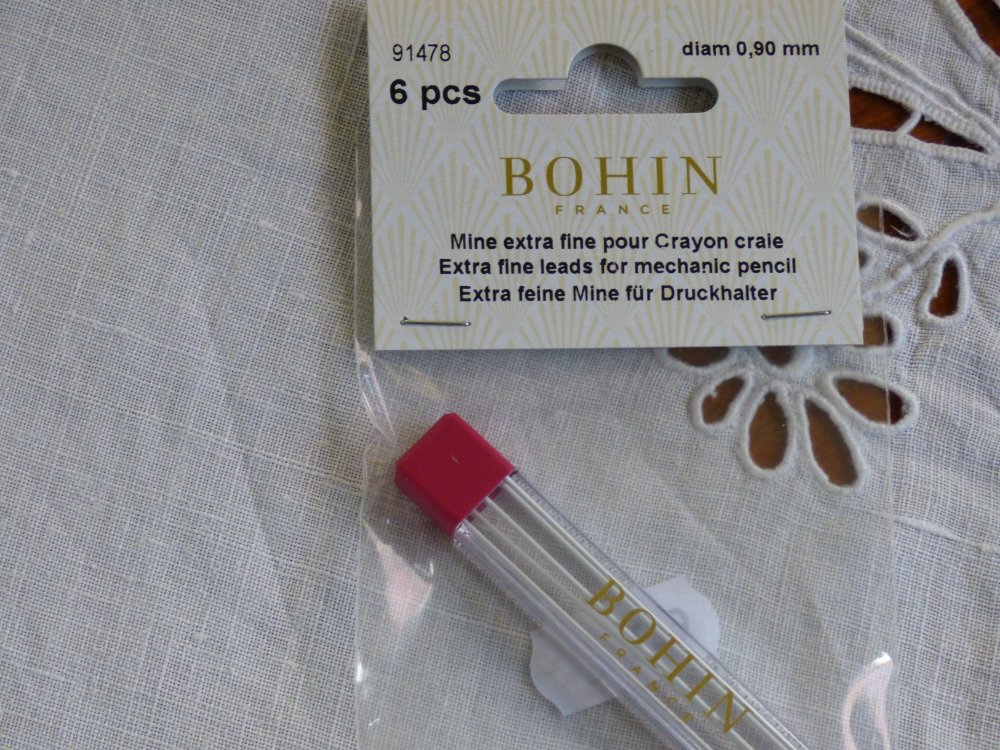 91478
diam 0,90 mm
6 pcs
BOHIN
FRANCE
Mine extra fine pour Crayon craie
Extra fine leads for mechanic pencil
Extra feine Mine für Druckhalter
BOHIN
FRANCE